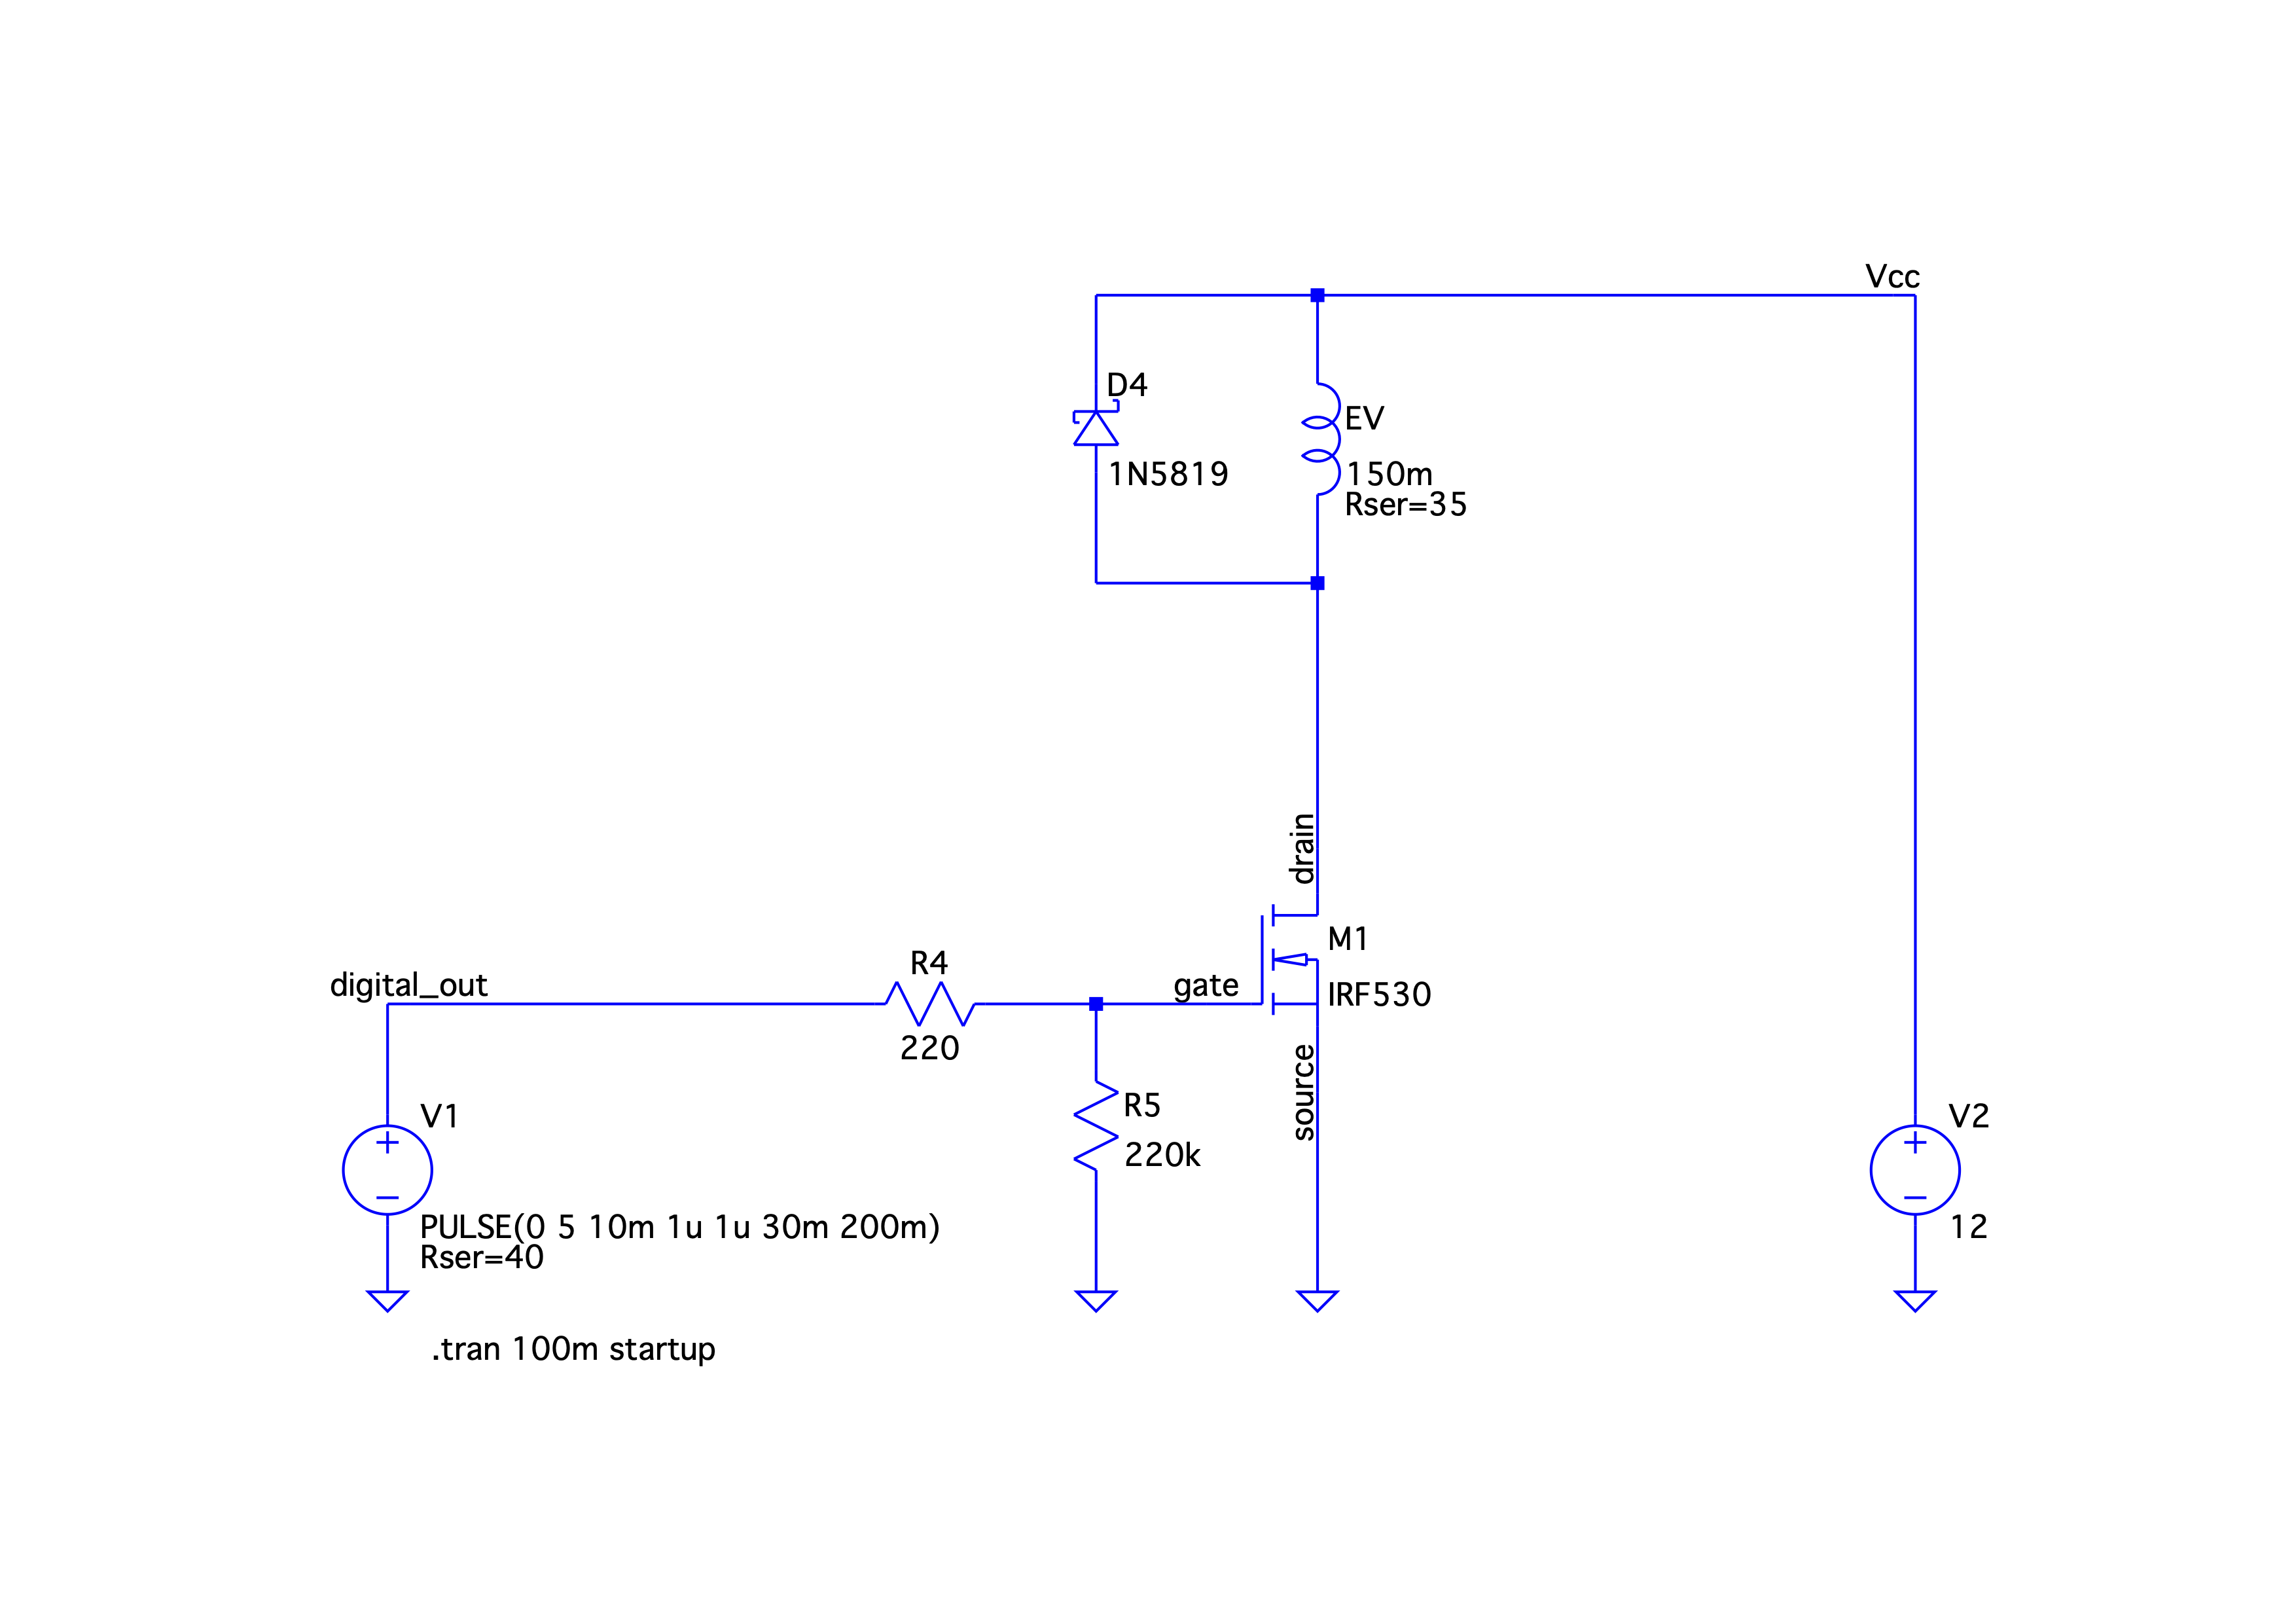 Vcc
D4
1N5819
EV
150m
Rser=35
drain
M1
IRF530
gate
source
digital_out
R4
220
R5
220k
V1
PULSE(0 5 10m 1u 1u 30m 200m)
Rser=40
V2
12
.tran 100m startup